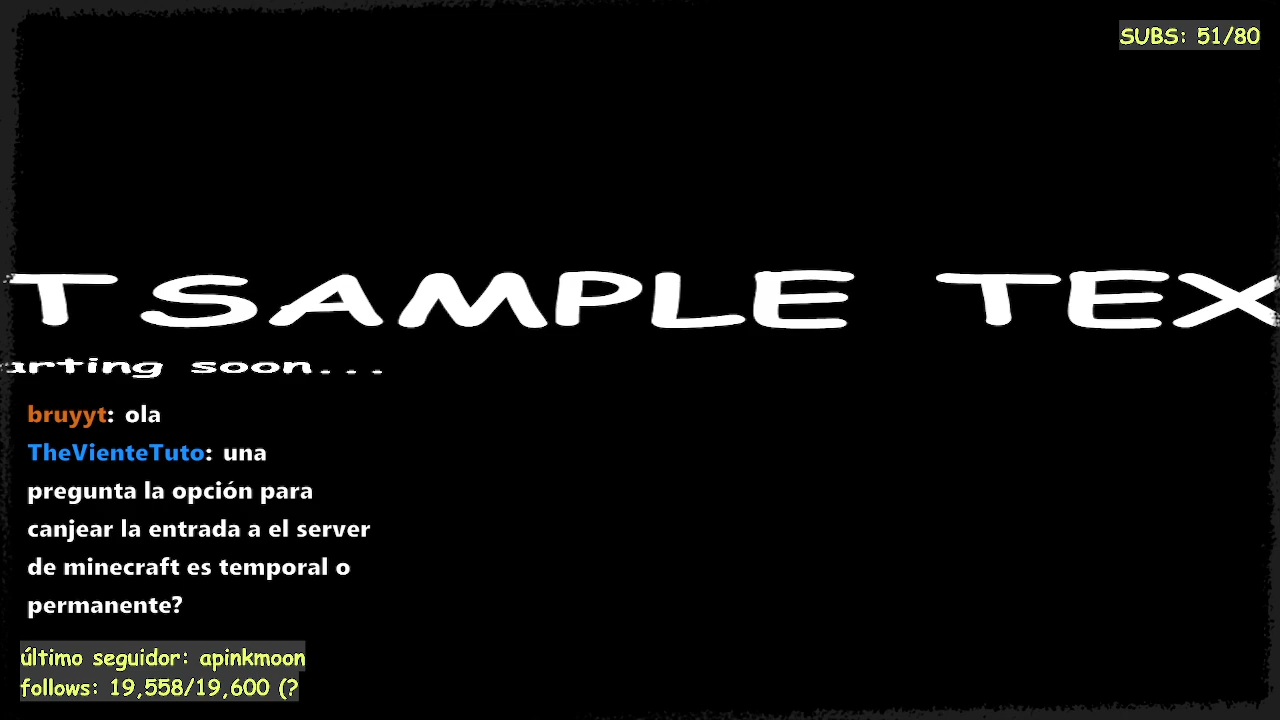 SUBS: 51/80
T SAMPLE TEX
arting soon...
bruyyt: ola
TheVienteTuto: una
pregunta la opción para
canjear la entrada a el server
de minecraft es temporal o
permanente?
último seguidor: apinkmoon
follows: 19,558/19,600 (?